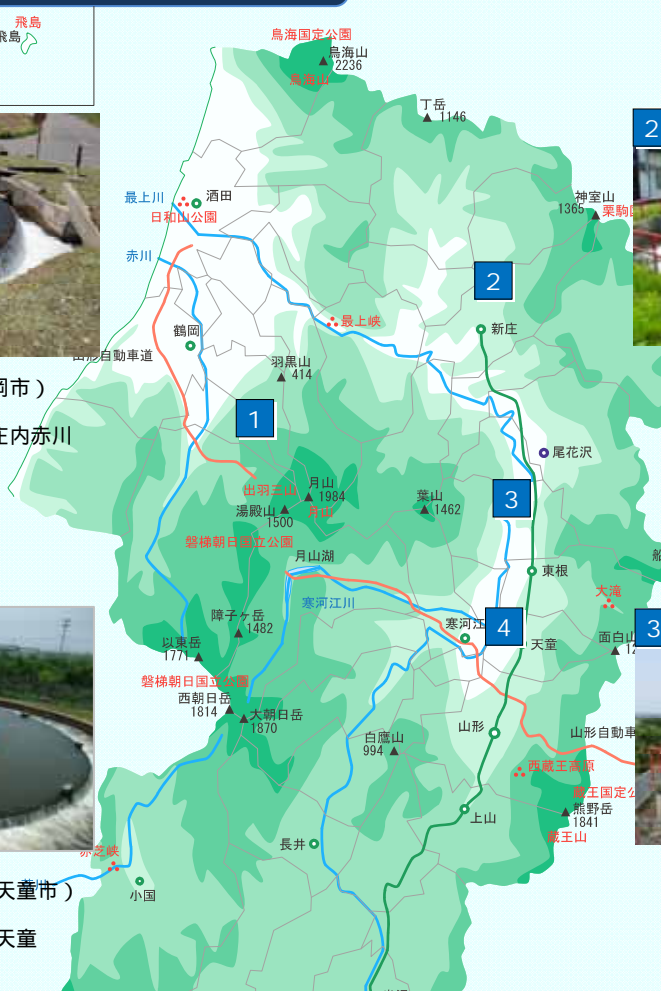 飛島
飛島
鳥海国定公園
鳥海山
2236
鳥海山
丁岳
1146
2
神室山
1365
栗駒国
最上川
酒田
日和山公園
赤川
2
最上峡
新庄
鶴岡
山形自動車道
羽黒山
414
岡市）
1
庄内赤川
尾花沢
出羽三山
月山
1984
月山
湯殿山
1500
葉山
1462
3
磐梯朝日国立公園
月山湖
船
東根
大滝
寒河江川
障子ヶ岳
1482
寒河江
4
3
以東岳
1771
天童
面白山
12
磐梯朝日国立公園
西朝日岳
1814
大朝日岳
1870
白鷹山
994
山形
山形自動車
西蔵王高原
蔵王国定公
熊野岳
1841
蔵王山
上山
長井
赤芝峡
荒川
小国
天童市）
天童